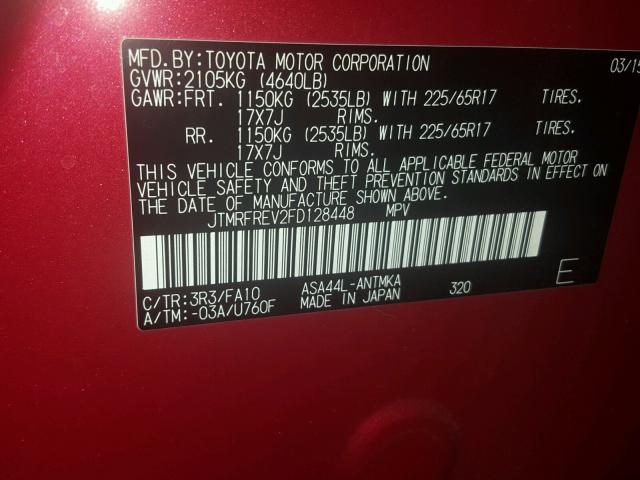 MFD.BY:TOYOTA MOTOR CORPORATION 03/15
GVWR:2105KG (4640LB)
GAWR:FRT. 1150KG (2535LB) WITH 225/65R17 TIRES.
17X7J RIMS.
RR. 1150KG (2535LB) WITH 225/65R17 TIRES.
17X7J RIMS.
THIS VEHICLE CONFORMS TO ALL APPLICABLE FEDERAL MOTOR
VEHICLE SAFETY AND THEFT PREVENTION STANDARDS IN EFFECT ON
THE DATE OF MANUFACTURE SHOWN ABOVE.
JTMRFREV2FD128448 MPV
C/TR:3R3/FA10 ASA44L-ANTMKA 320 E
A/TM:-03A/U760F MADE IN JAPAN